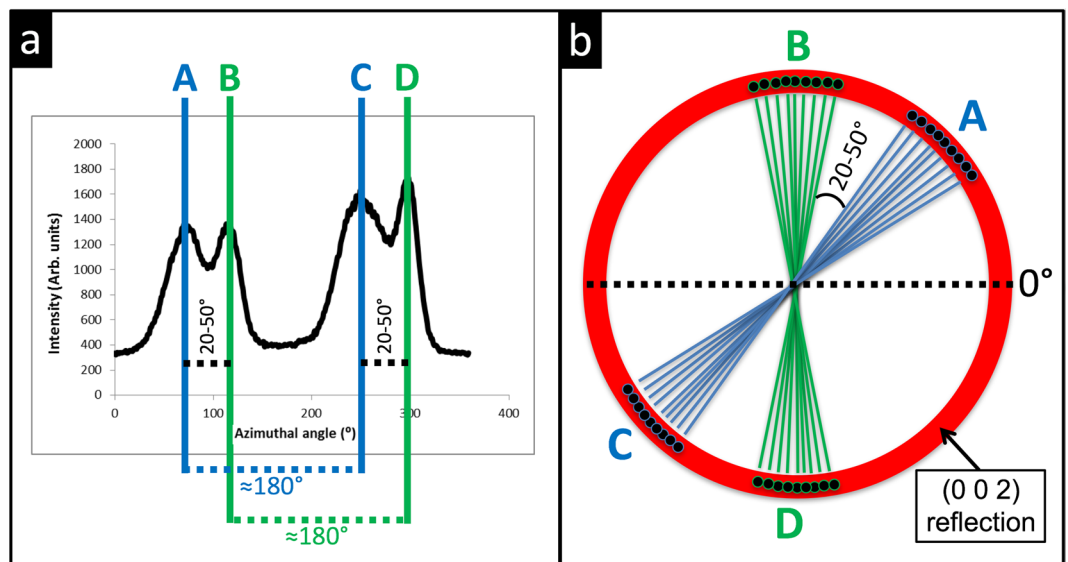 a
A B C D
2000
1800
1600
1400
1200
1000
800
600
400
200
0
Intensity (Arb. units)
20-50°
20-50°
0 100 200 300 400
Azimuthal angle (°)
≈180°
≈180°
b
B
A
20-50°
0°
C
D
(0 0 2)
reflection